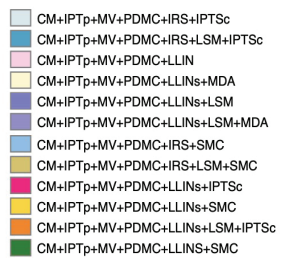 CM+IPTp+MV+PDMC+IRS+IPTSc
CM+IPTp+MV+PDMC+IRS+LSM+IPTSc
CM+IPTp+MV+PDMC+LLIN
CM+IPTp+MV+PDMC+LLINs+MDA
CM+IPTp+MV+PDMC+LLINs+LSM
CM+IPTp+MV+PDMC+LLINs+LSM+MDA
CM+IPTp+MV+PDMC+IRS+SMC
CM+IPTp+MV+PDMC+IRS+LSM+SMC
CM+IPTp+MV+PDMC+LLINs+IPTSc
CM+IPTp+MV+PDMC+LLINs+SMC
CM+IPTp+MV+PDMC+LLINs+LSM+IPTSc
CM+IPTp+MV+PDMC+LLINS+SMC